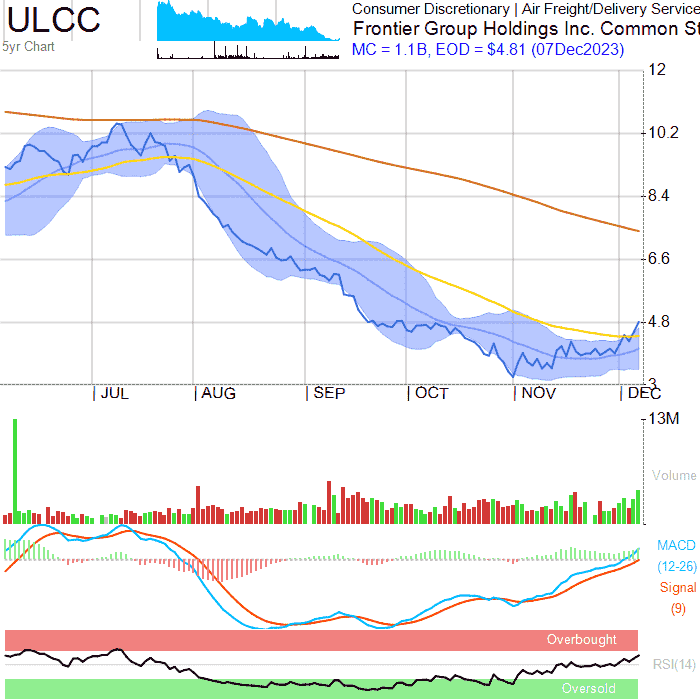 ULCC
5yr Chart
Consumer Discretionary | Air Freight/Delivery Service
Frontier Group Holdings Inc. Common St
MC = 1.1B, EOD = $4.81 (07Dec2023)
12
10.2
8.4
6.6
4.8
3
JUL AUG SEP OCT NOV DEC
13M
Volume
MACD
(12-26)
Signal
(9)
Overbought
RSI(14)
Oversold